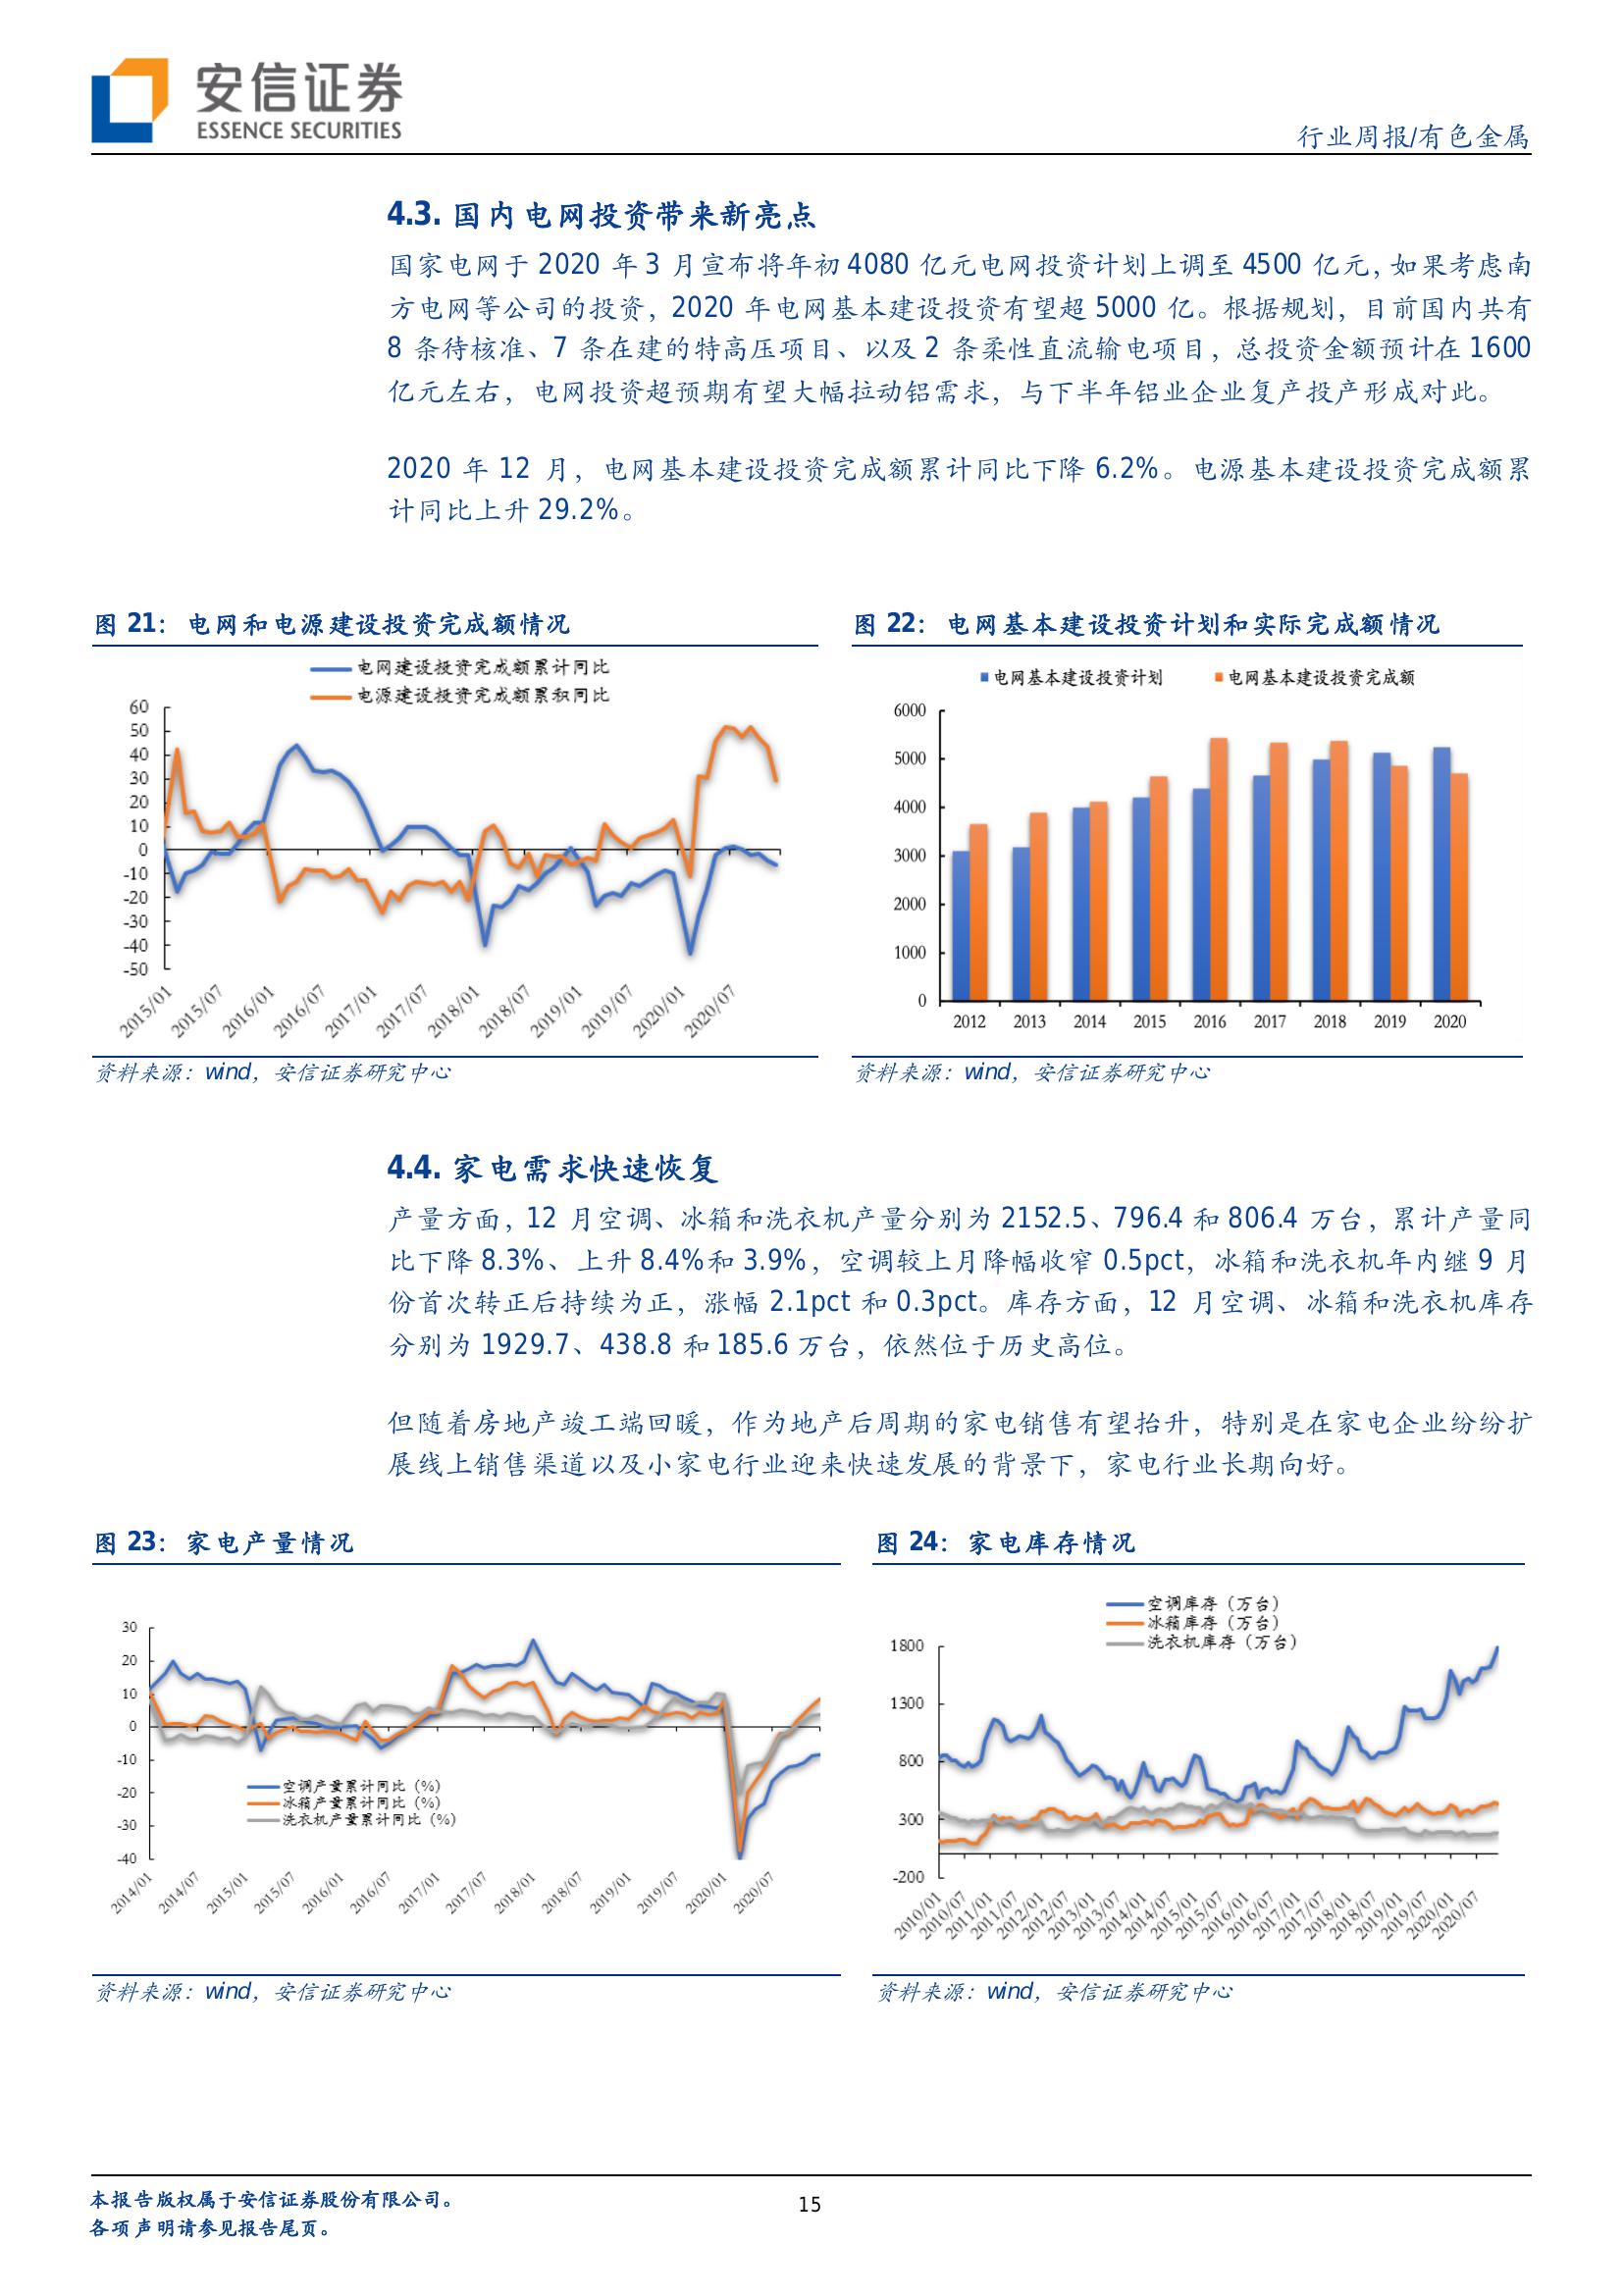 安信证券
ESSENCE SECURITIES
行业周报/有色金属
4.3. 国内电网投资带来新亮点
国家电网于 2020 年 3 月宣布将年初 4080 亿元电网投资计划上调至 4500 亿元，如果考虑南
方电网等公司的投资，2020 年电网基本建设投资有望超 5000 亿。根据规划，目前国内共有
8 条待核准、7 条在建的特高压项目、以及 2 条柔性直流输电项目，总投资金额预计在 1600
亿元左右，电网投资超预期有望大幅拉动铝需求，与下半年铝业企业复产投产形成对此。
2020 年 12 月，电网基本建设投资完成额累计同比下降 6.2%。电源基本建设投资完成额累
计同比上升 29.2%。
图 21：电网和电源建设投资完成额情况
电网建设投资完成额累计同比
电源建设投资完成额累积同比
60
50
40
30
20
10
0
-10
-20
-30
-40
-50
2015/01
2015/07
2016/01
2016/07
2017/01
2017/07
2018/01
2018/07
2019/01
2019/07
2020/01
2020/07
资料来源：wind，安信证券研究中心
图 22：电网基本建设投资计划和实际完成额情况
电网基本建设投资计划 电网基本建设投资完成额
6000
5000
4000
3000
2000
1000
0
2012 2013 2014 2015 2016 2017 2018 2019 2020
资料来源：wind，安信证券研究中心
4.4. 家电需求快速恢复
产量方面，12 月空调、冰箱和洗衣机产量分别为 2152.5、796.4 和 806.4 万台，累计产量同
比下降 8.3%、上升 8.4%和 3.9%，空调较上月降幅收窄 0.5pct，冰箱和洗衣机年内继 9 月
份首次转正后持续为正，涨幅 2.1pct 和 0.3pct。库存方面，12 月空调、冰箱和洗衣机库存
分别为 1929.7、438.8 和 185.6 万台，依然位于历史高位。
但随着房地产竣工端回暖，作为地产后周期的家电销售有望抬升，特别是在家电企业纷纷扩
展线上销售渠道以及小家电行业迎来快速发展的背景下，家电行业长期向好。
图 23：家电产量情况
30
20
10
0
-10
-20
-30
-40
空调产量累计同比（%）
冰箱产量累计同比（%）
洗衣机产量累计同比（%）
2014/01
2014/07
2015/01
2015/07
2016/01
2016/07
2017/01
2017/07
2018/01
2018/07
2019/01
2019/07
2020/01
2020/07
资料来源：wind，安信证券研究中心
图 24：家电库存情况
空调库存（万台）
冰箱库存（万台）
洗衣机库存（万台）
1800
1300
800
300
-200
2010/01
2010/07
2011/01
2011/07
2012/01
2012/07
2013/01
2013/07
2014/01
2014/07
2015/01
2015/07
2016/01
2016/07
2017/01
2017/07
2018/01
2018/07
2019/01
2019/07
2020/01
2020/07
资料来源：wind，安信证券研究中心
本报告版权属于安信证券股份有限公司。
各项声明请参见报告尾页。
15